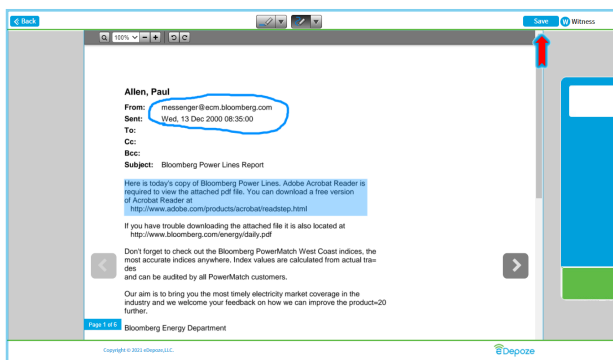 Back
Save
W Witness
100%
Allen, Paul
From: messenger@ecm.bloomberg.com
Sent: Wed, 13 Dec 2000 08:35:00
To:
Cc:
Bcc:
Subject: Bloomberg Power Lines Report
Here is today's copy of Bloomberg Power Lines. Adobe Acrobat Reader is
required to view the attached pdf file. You can download a free version
of Acrobat Reader at
http://www.adobe.com/products/acrobat/readstep.html
If you have trouble downloading the attached file it is also located at
http://www.bloomberg.com/energy/daily.pdf
Don't forget to check out the Bloomberg PowerMatch West Coast indices, the
most accurate indices anywhere. Index values are calculated from actual tra=
des
and can be audited by all PowerMatch customers.
Our aim is to bring you the most timely electricity market coverage in the
industry and we welcome your feedback on how we can improve the product=20
further.
Page 1 of 6
Bloomberg Energy Department
Copyright © 2023 eDepoze,LLC.
eDepoze